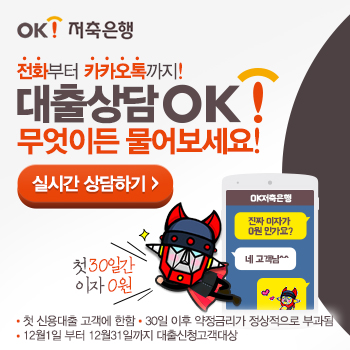 OK! 저축은행
전화부터 카카오톡까지!
대출상담 OK!
무엇이든 물어보세요!
실시간 상담하기 >
OK저축은행
진짜 이자가
0원 인가요?
네 고객님^^
첫30일간
이자 0원
• 첫 신용대출 고객에 한함 • 30일 이후 약정금리가 정상적으로 부과됨
• 12월1일 부터 12월31일까지 대출신청고객대상